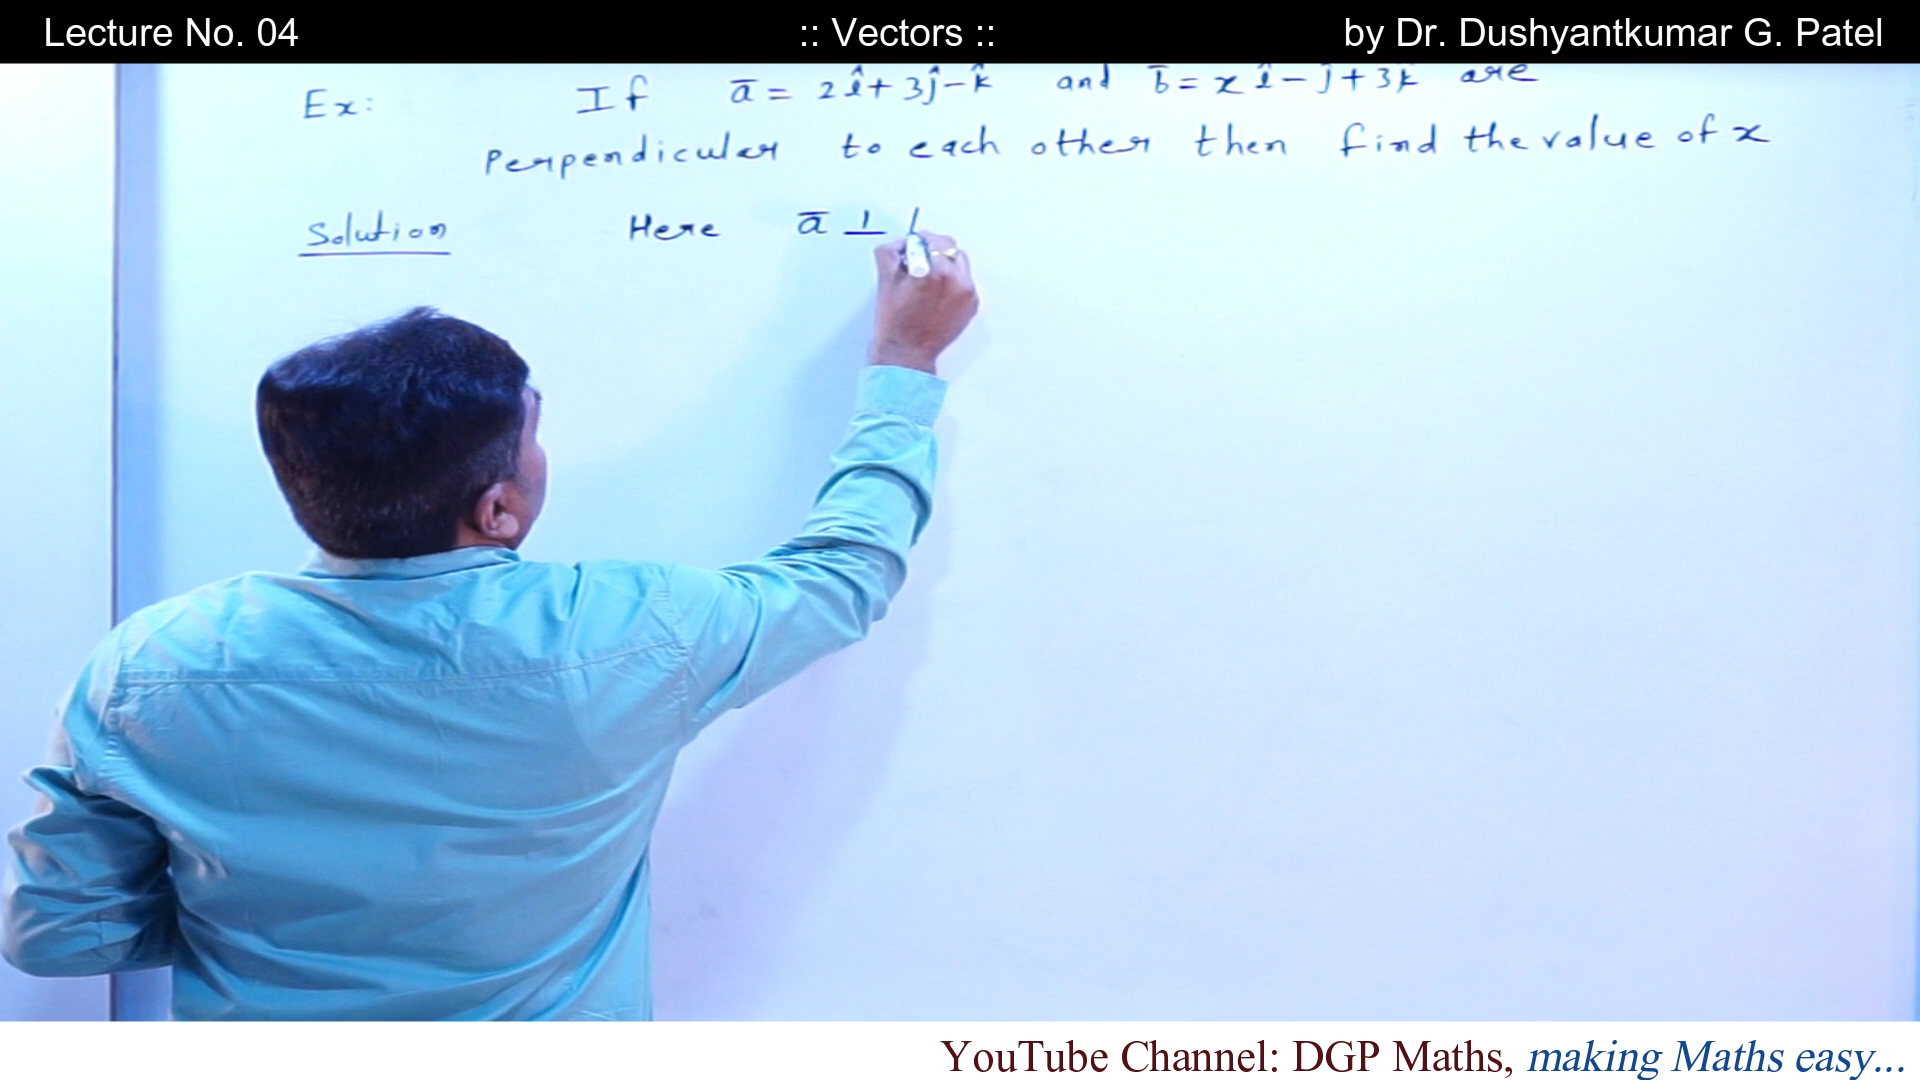 Lecture No. 04 :: Vectors :: by Dr. Dushyantkumar G. Patel
Ex: If a̅ = 2î + 3ĵ - k̂ and b̅ = x î - ĵ + 3k̂ are
Perpendicular to each other then find the value of x
Solution Here a̅ ⊥
YouTube Channel: DGP Maths, making Maths easy...